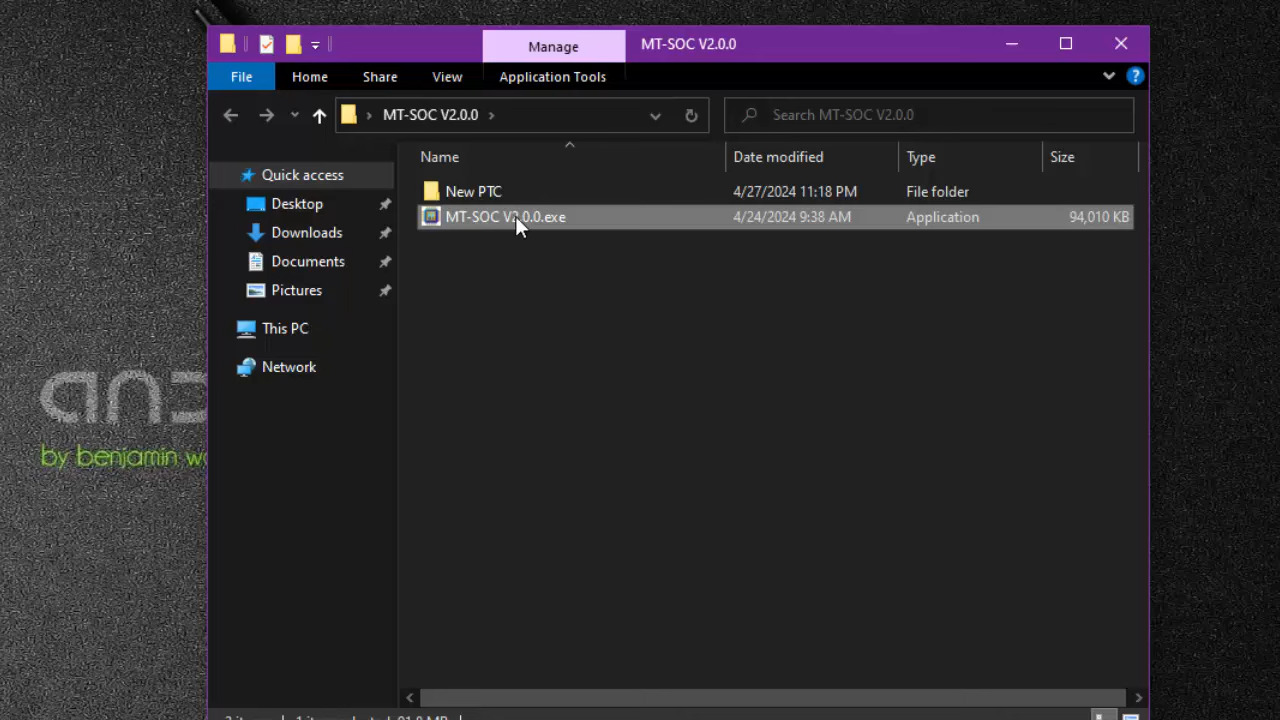 Manage
MT-SOC V2.0.0
File
Home
Share
View
Application Tools
MT-SOC V2.0.0
Search MT-SOC V2.0.0
Name
Date modified
Type
Size
Quick access
Desktop
Downloads
Documents
Pictures
This PC
Network
New PTC
4/27/2024 11:18 PM
File folder
MT-SOC V2.0.0.exe
4/24/2024 9:38 AM
Application
94,010 KB
by benjamin